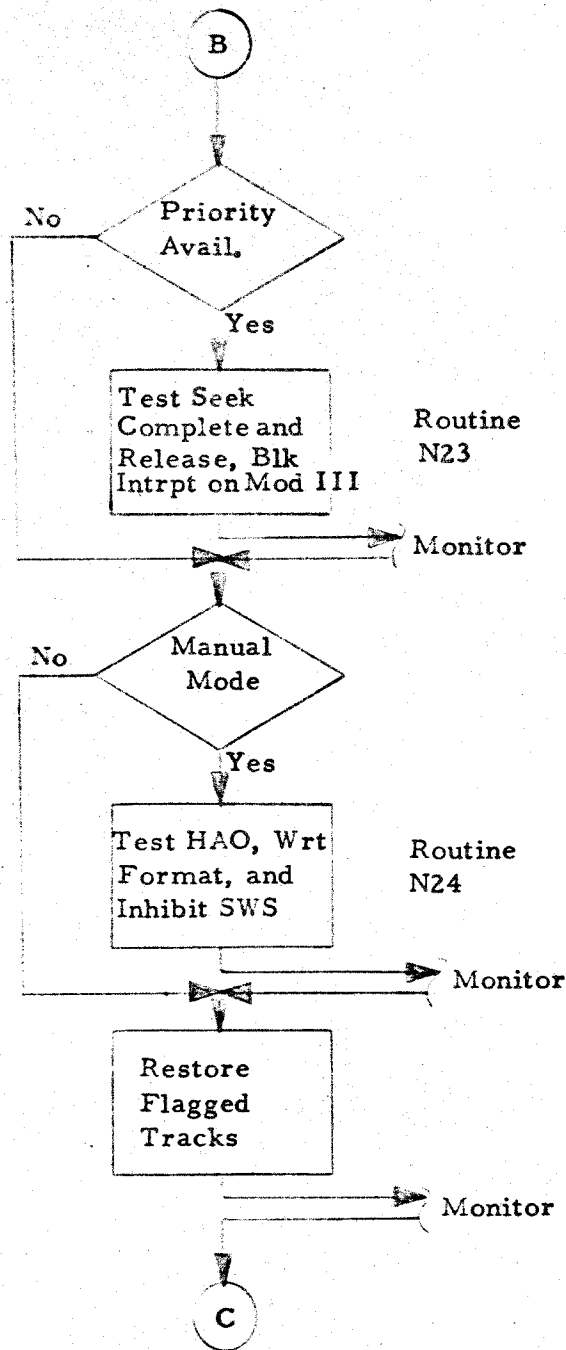 B
No
Priority
Avail.
Yes
Test Seek
Complete and
Release, Blk
Intrpt on Mod III
Routine
N23
Monitor
No
Manual
Mode
Yes
Test HAO, Wrt
Format, and
Inhibit SWS
Routine
N24
Monitor
Restore
Flagged
Tracks
Monitor
C